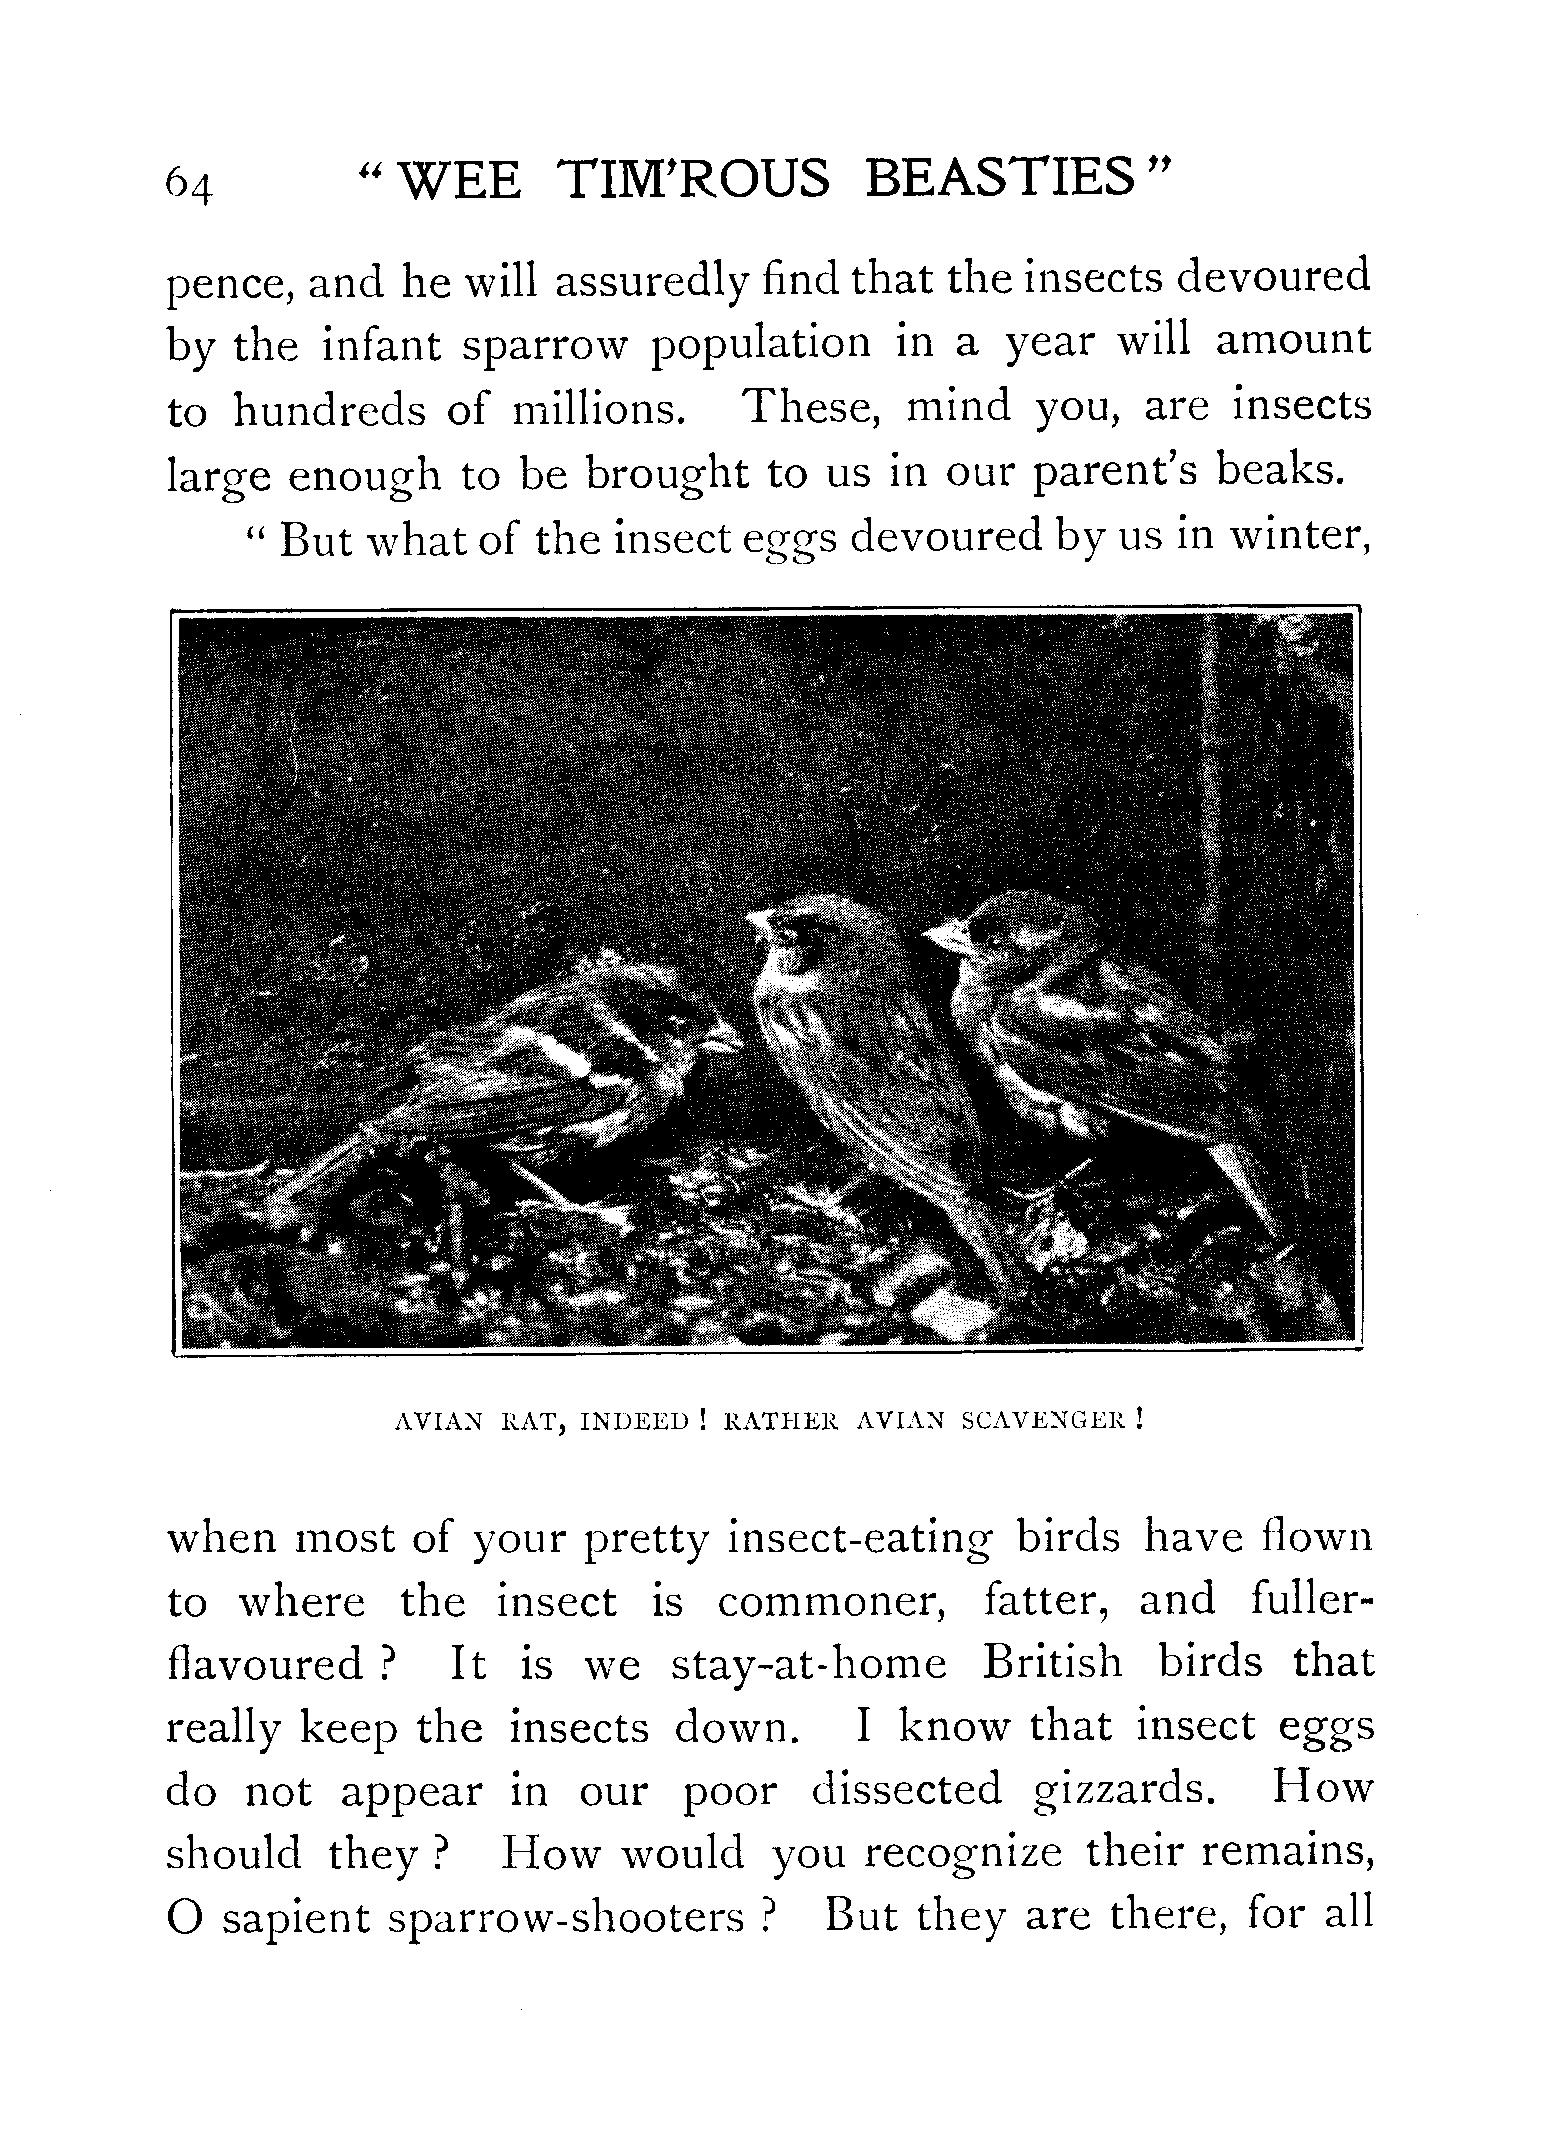 64 “ WEE TIM'ROUS BEASTIES ”
pence, and he will assuredly find that the insects devoured
by the infant sparrow population in a year will amount
to hundreds of millions. These, mind you, are insects
large enough to be brought to us in our parent's beaks.
“ But what of the insect eggs devoured by us in winter,
AVIAN RAT, INDEED ! RATHER AVIAN SCAVENGER !
when most of your pretty insect-eating birds have flown
to where the insect is commoner, fatter, and fuller-
flavoured ? It is we stay-at-home British birds that
really keep the insects down. I know that insect eggs
do not appear in our poor dissected gizzards. How
should they ? How would you recognize their remains,
O sapient sparrow-shooters ? But they are there, for all